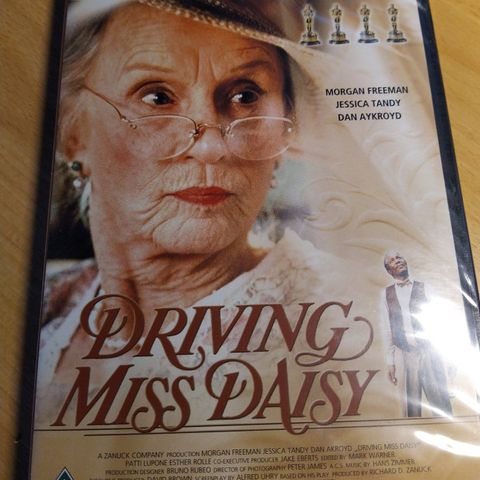 MORGAN FREEMAN
JESSICA TANDY
DAN AYKROYD
DRIVING
MISS DAISY
A ZANUCK COMPANY PRODUCTION MORGAN FREEMAN JESSICA TANDY DAN AKROYD „DRIVING MISS DAISY"
PATTI LUPONE ESTHER ROLLE CO-EXECUTIVE PRODUCER JAKE EBERTS EDITED BY MARK WARNER
PRODUCTION DESIGNER BRUNO RUBEO DIRECTOR OF PHOTOGRAPHY PETER JAMES A.C.S. MUSIC BY HANS ZIMMER
DAVID BROWN SCREENPLAY BY ALFRED UHRY BASED ON HIS PLAY PRODUCED BY RICHARD D. ZANUCK